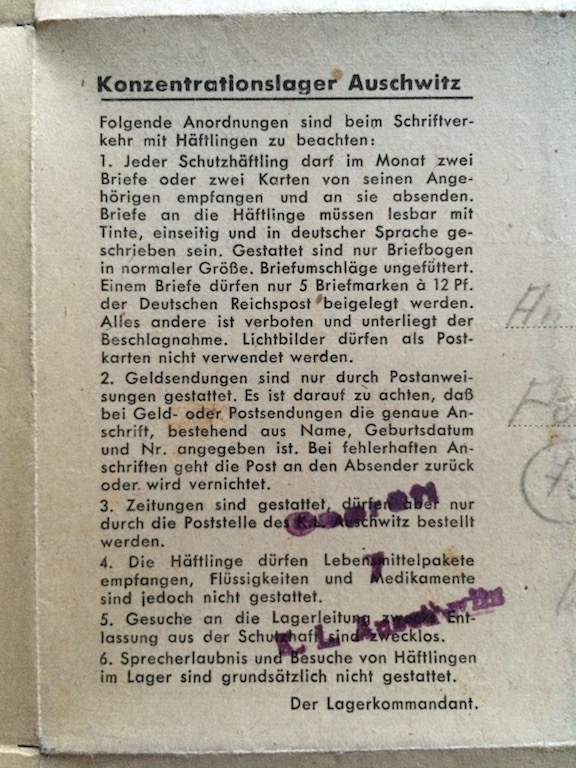 Konzentrationslager Auschwitz
Folgende Anordnungen sind beim Schriftver-
kehr mit Häftlingen zu beachten:
1. Jeder Schutzhäftling darf im Monat zwei
Briefe oder zwei Karten von seinen Ange-
hörigen empfangen und an sie absenden.
Briefe an die Häftlinge müssen lesbar mit
Tinte, einseitig und in deutscher Sprache ge-
schrieben sein. Gestattet sind nur Briefbogen
in normaler Größe. Briefumschläge ungefüttert.
Einem Briefe dürfen nur 5 Briefmarken à 12 Pf.
der Deutschen Reichspost beigelegt werden.
Alles andere ist verboten und unterliegt der
Beschlagnahme. Lichtbilder dürfen als Post-
karten nicht verwendet werden.
2. Geldsendungen sind nur durch Postanwei-
sungen gestattet. Es ist darauf zu achten, daß
bei Geld- oder Postsendungen die genaue An-
schrift, bestehend aus Name, Geburtsdatum
und Nr. angegeben ist. Bei fehlerhaften An-
schriften geht die Post an den Absender zurück
oder wird vernichtet.
3. Zeitungen sind gestattet, dürfen aber nur
durch die Poststelle des K.L. Auschwitz bestellt
werden.
4. Die Häftlinge dürfen Lebensmittelpakete
empfangen, Flüssigkeiten und Medikamente
sind jedoch nicht gestattet.
5. Gesuche an die Lagerleitung zwecks Ent-
lassung aus der Schutzhaft sind zwecklos.
6. Sprecherlaubnis und Besuche von Häftlingen
im Lager sind grundsätzlich nicht gestattet.
Der Lagerkommandant.
7
K. L. Auschwitz
An